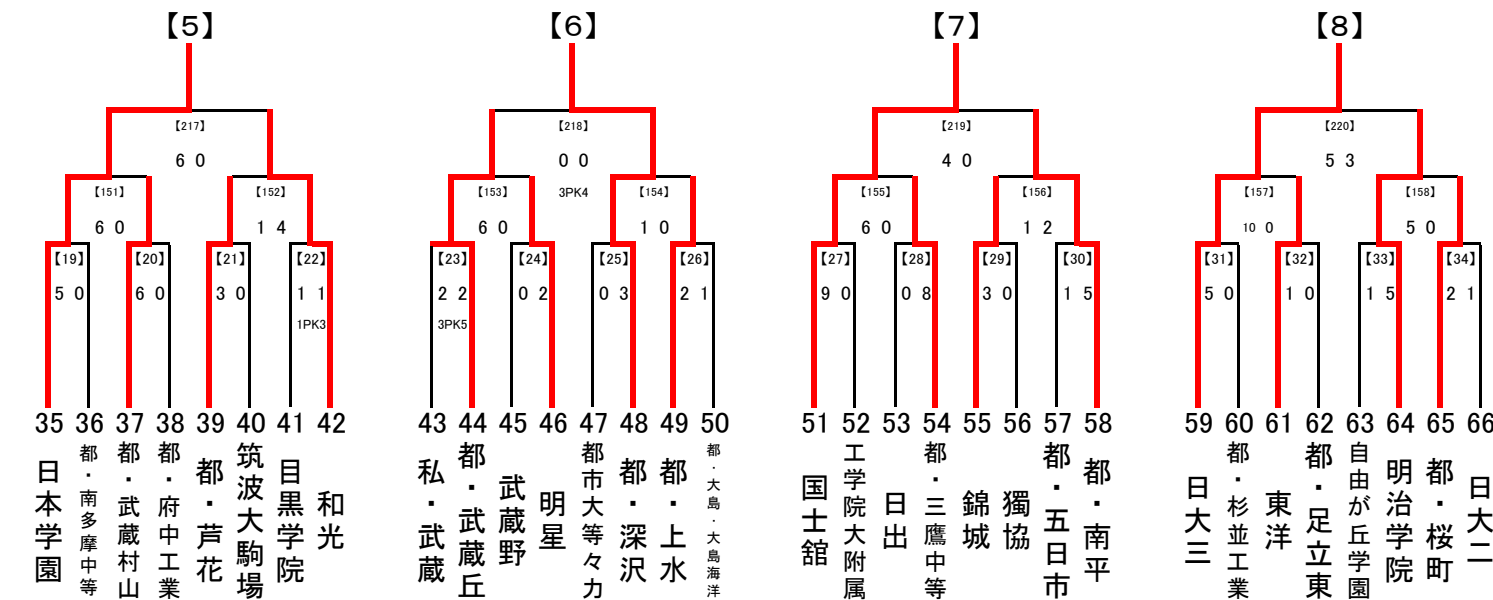 【5】 【6】 【7】 【8】
【217】 【218】 【219】 【220】
6 0 0 0 4 0 5 3
3PK4
【151】 【152】 【153】 【154】 【155】 【156】 【157】 【158】
6 0 1 4 6 0 1 0 6 0 1 2 10 0 5 0
【19】 【20】 【21】 【22】 【23】 【24】 【25】 【26】 【27】 【28】 【29】 【30】 【31】 【32】 【33】 【34】
5 0 6 0 3 0 1 1 2 2 0 2 0 3 2 1 9 0 0 8 3 0 1 5 5 0 1 0 1 5 2 1
1PK3 3PK5
35 36 37 38 39 40 41 42 43 44 45 46 47 48 49 50 51 52 53 54 55 56 57 58 59 60 61 62 63 64 65 66
日本学園
都・南多摩中等
都・武蔵村山
都・府中工業
都・芦花
筑波大駒場
目黒学院
和光
私・武蔵
都・武蔵丘
武蔵野
明星
都市大等々力
都・深沢
都・上水
都・大島・大島海洋
国士舘
工学院大附属
日出
都・三鷹中等
錦城
獨協
都・五日市
都・南平
日大三
都・杉並工業
東洋
都・足立東
自由が丘学園
明治学院
都・桜町
日大二